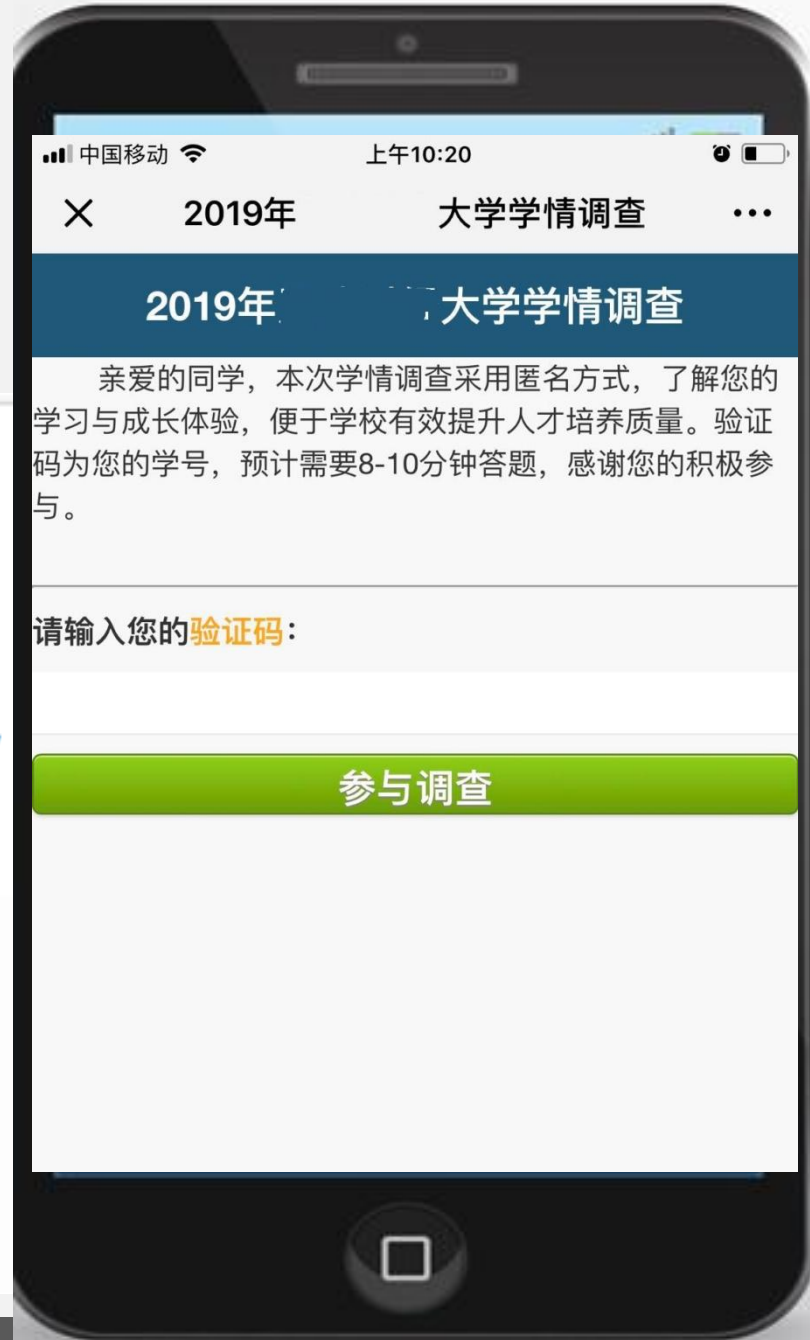 中国移动 上午10:20
2019年 大学学情调查
2019年 大学学情调查
亲爱的同学，本次学情调查采用匿名方式，了解您的
学习与成长体验，便于学校有效提升人才培养质量。验证
码为您的学号，预计需要8-10分钟答题，感谢您的积极参
与。
请输入您的验证码：
参与调查